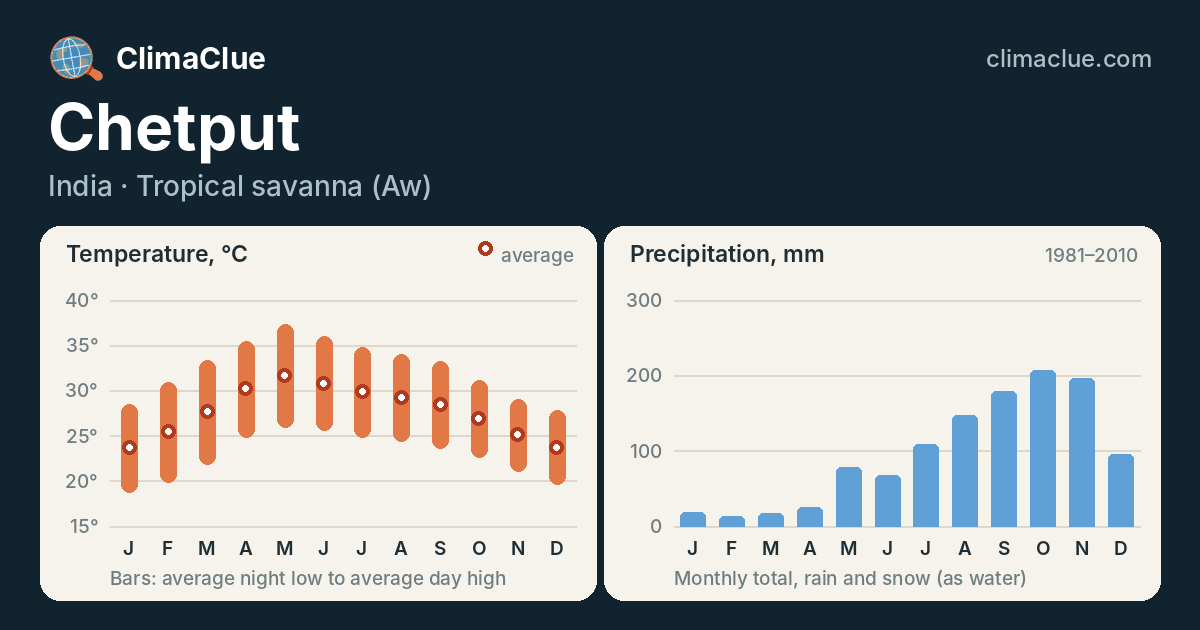 ClimaClue
climaclue.com
Chetput
India · Tropical savanna (Aw)
Temperature, °C
average
40°
35°
30°
25°
20°
15°
J F M A M J J A S O N D
Bars: average night low to average day high
Precipitation, mm
1981–2010
300
200
100
0
J F M A M J J A S O N D
Monthly total, rain and snow (as water)